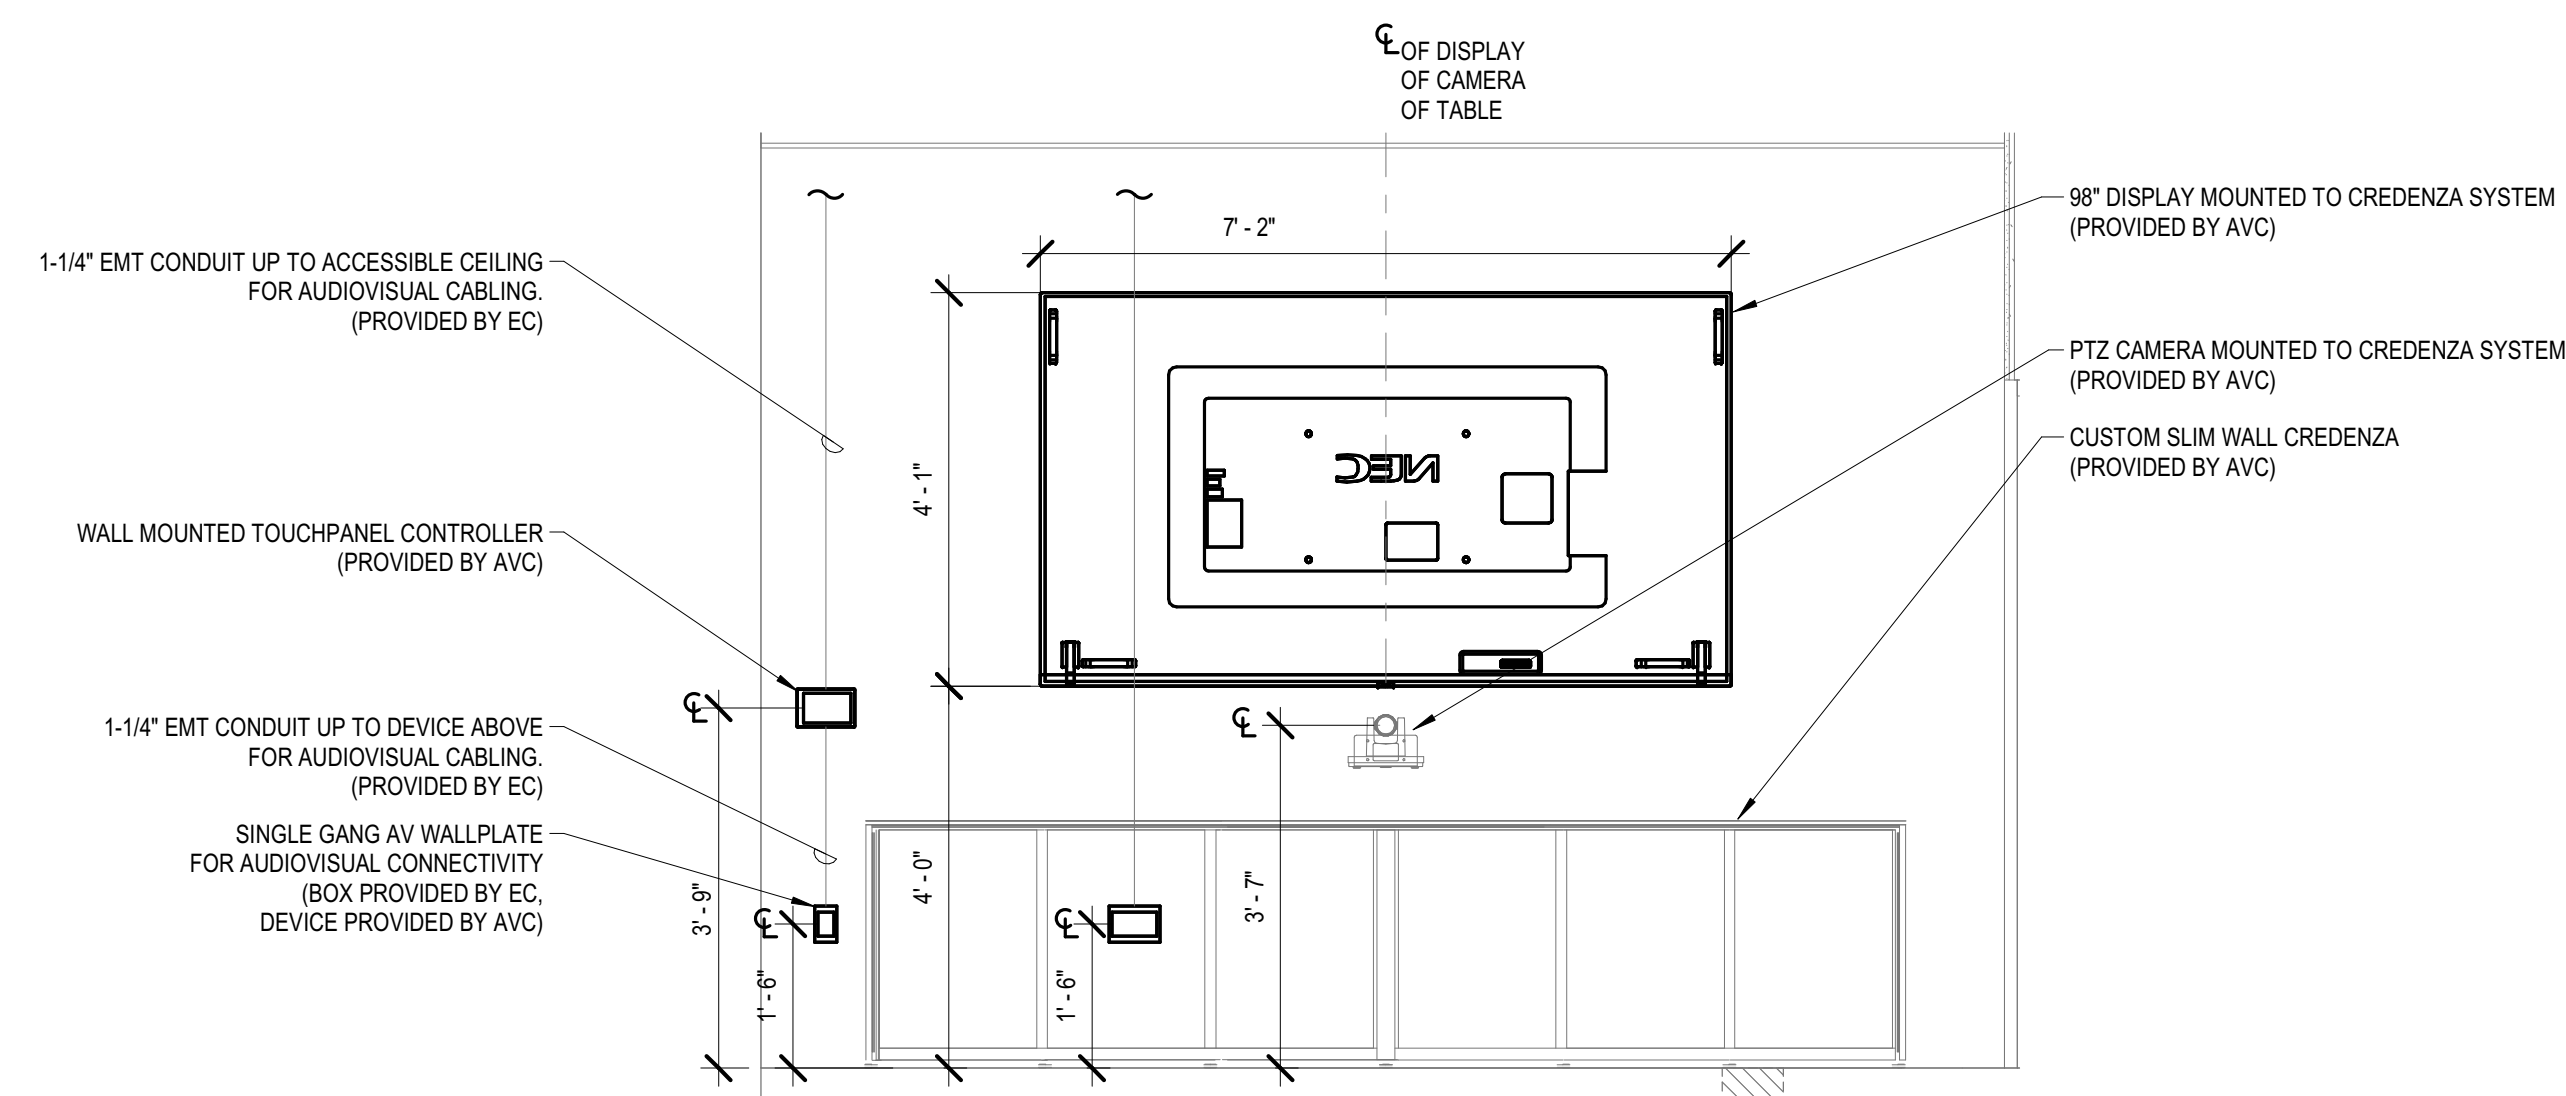 ℄ OF DISPLAY
OF CAMERA
OF TABLE
1-1/4" EMT CONDUIT UP TO ACCESSIBLE CEILING
FOR AUDIOVISUAL CABLING.
(PROVIDED BY EC)
WALL MOUNTED TOUCHPANEL CONTROLLER
(PROVIDED BY AVC)
1-1/4" EMT CONDUIT UP TO DEVICE ABOVE
FOR AUDIOVISUAL CABLING.
(PROVIDED BY EC)
SINGLE GANG AV WALLPLATE
FOR AUDIOVISUAL CONNECTIVITY
(BOX PROVIDED BY EC,
DEVICE PROVIDED BY AVC)
7' - 2"
4' - 1"
NEC
℄
℄
℄
℄
3' - 9"
1' - 6"
4' - 0"
1' - 6"
3' - 7"
98" DISPLAY MOUNTED TO CREDENZA SYSTEM
(PROVIDED BY AVC)
PTZ CAMERA MOUNTED TO CREDENZA SYSTEM
(PROVIDED BY AVC)
CUSTOM SLIM WALL CREDENZA
(PROVIDED BY AVC)